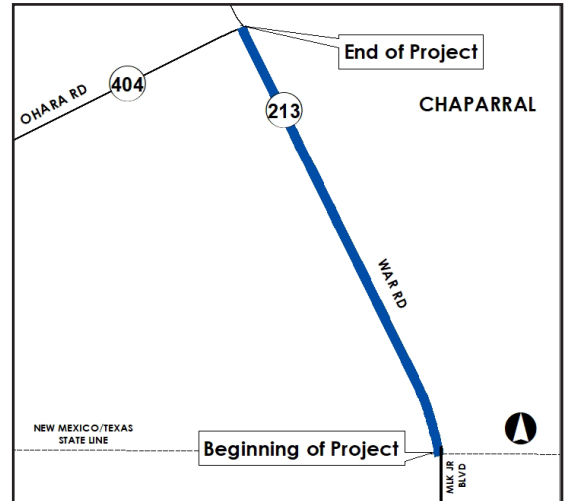 End of Project
404
OHARA RD
213
CHAPARRAL
WAR RD
NEW MEXICO/TEXAS
STATE LINE
Beginning of Project
MLK JR
BLVD